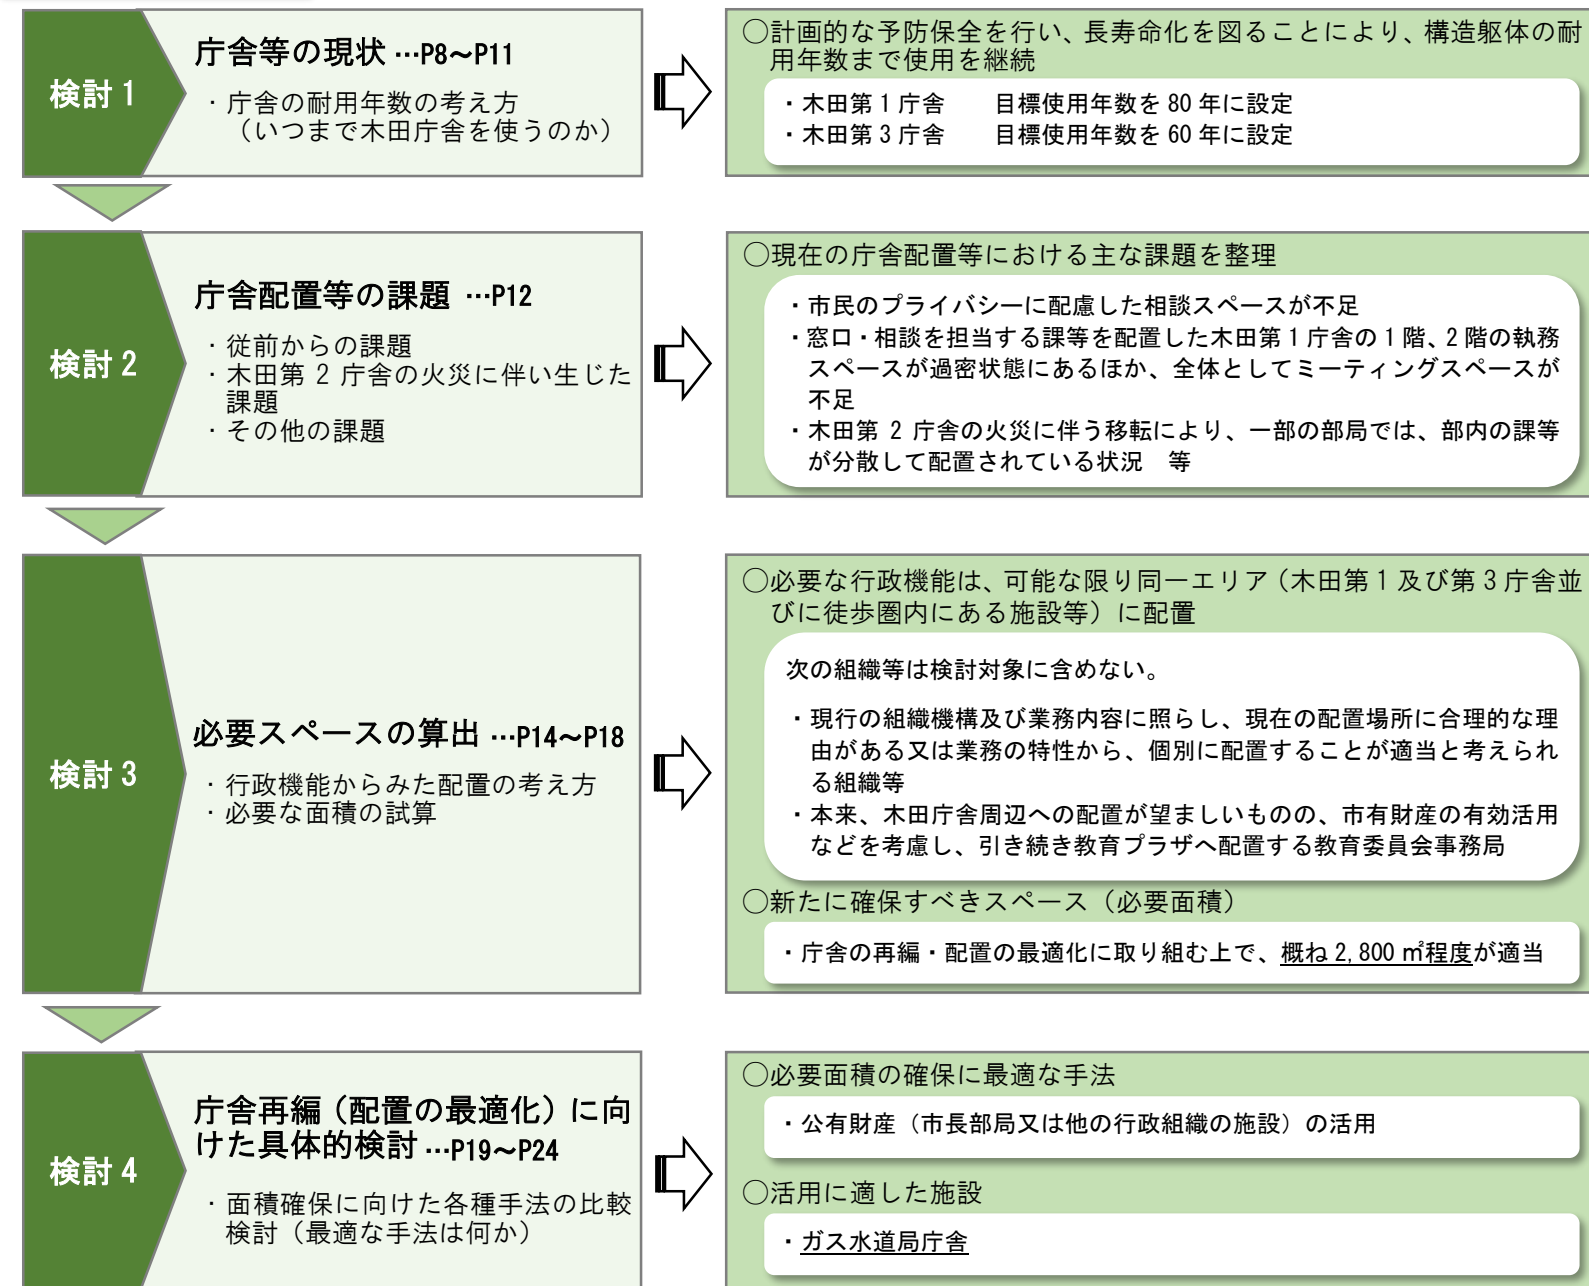 検討 1
庁舎等の現状 …P8～P11
・庁舎の耐用年数の考え方
（いつまで木田庁舎を使うのか）
〇計画的な予防保全を行い、長寿命化を図ることにより、構造躯体の耐
用年数まで使用を継続
・木田第 1 庁舎　　目標使用年数を 80 年に設定
・木田第 3 庁舎　　目標使用年数を 60 年に設定
検討 2
庁舎配置等の課題 …P12
・従前からの課題
・木田第 2 庁舎の火災に伴い生じた
課題
・その他の課題
〇現在の庁舎配置等における主な課題を整理
・市民のプライバシーに配慮した相談スペースが不足
・窓口・相談を担当する課等を配置した木田第 1 庁舎の 1 階、2 階の執務
スペースが過密状態にあるほか、全体としてミーティングスペースが
不足
・木田第 2 庁舎の火災に伴う移転により、一部の部局では、部内の課等
が分散して配置されている状況　等
検討 3
必要スペースの算出 …P14～P18
・行政機能からみた配置の考え方
・必要な面積の試算
〇必要な行政機能は、可能な限り同一エリア（木田第 1 及び第 3 庁舎並
びに徒歩圏内にある施設等）に配置
次の組織等は検討対象に含めない。
・現行の組織機構及び業務内容に照らし、現在の配置場所に合理的な理
由がある又は業務の特性から、個別に配置することが適当と考えられ
る組織等
・本来、木田庁舎周辺への配置が望ましいものの、市有財産の有効活用
などを考慮し、引き続き教育プラザへ配置する教育委員会事務局
〇新たに確保すべきスペース（必要面積）
・庁舎の再編・配置の最適化に取り組む上で、概ね 2,800 ㎡程度が適当
検討 4
庁舎再編（配置の最適化）に向
けた具体的検討 …P19～P24
・面積確保に向けた各種手法の比較
検討（最適な手法は何か）
〇必要面積の確保に最適な手法
・公有財産（市長部局又は他の行政組織の施設）の活用
〇活用に適した施設
・ガス水道局庁舎